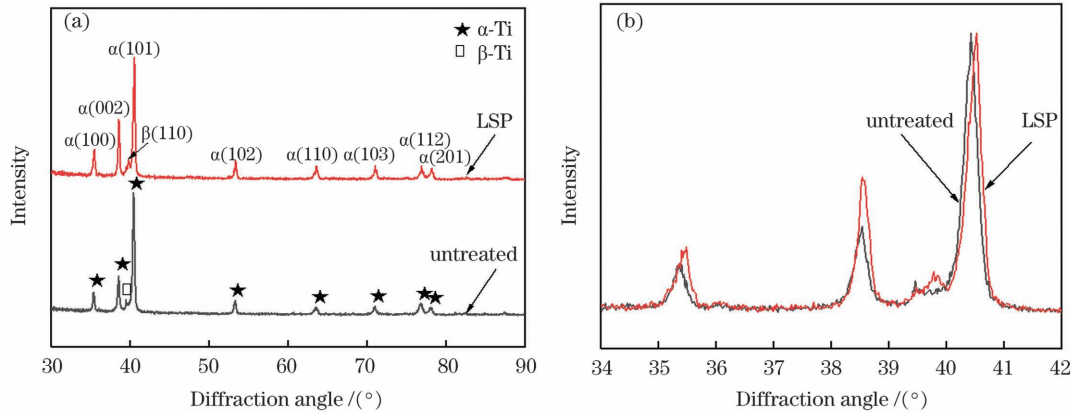 (a)
★ α-Ti
□ β-Ti
α(101)
α(002)
β(110)
α(100)
LSP
α(112)
α(102)
α(110)
α(103)
α(201)
untreated
Intensity
30 40 50 60 70 80 90
Diffraction angle /(°)
(b)
untreated
LSP
Intensity
34 35 36 37 38 39 40 41 42
Diffraction angle /(°)